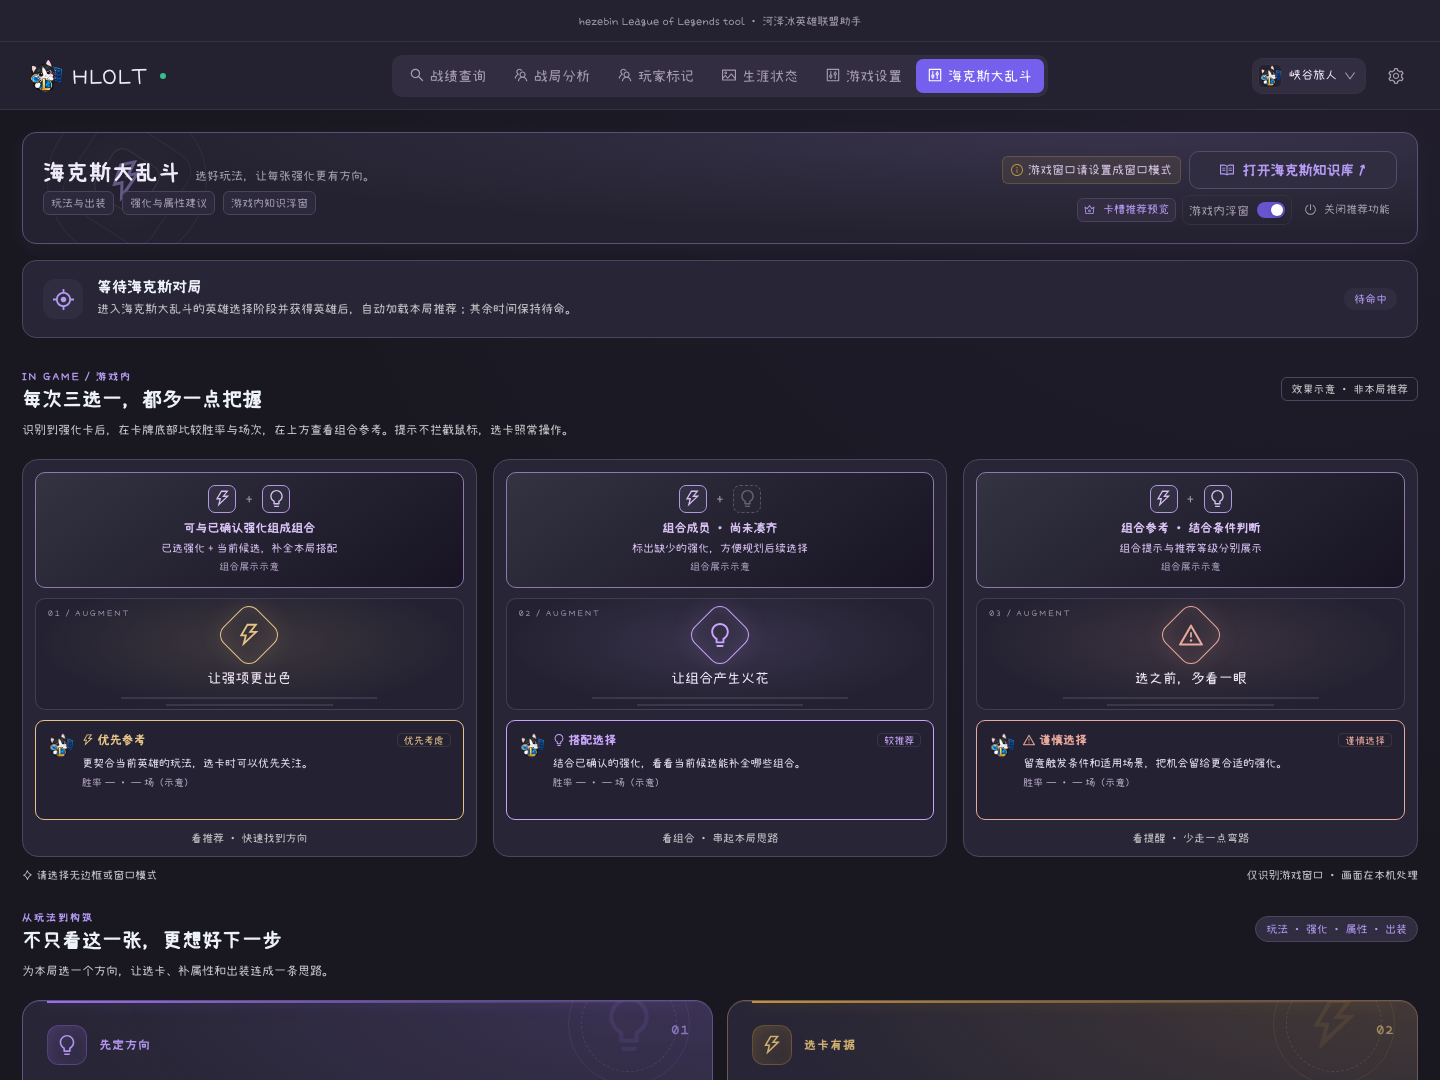 hezebin League of Legends tool • 河泽冰英雄联盟助手
HLOLT
战绩查询
战局分析
玩家标记
生涯状态
游戏设置
海克斯大乱斗
峡谷旅人
海克斯大乱斗 选好玩法，让每张强化更有方向。
玩法与出装
强化与属性建议
游戏内知识浮窗
游戏窗口请设置成窗口模式
打开海克斯知识库 ↗
卡槽推荐预览
游戏内浮窗
关闭推荐功能
等待海克斯对局
进入海克斯大乱斗的英雄选择阶段并获得英雄后，自动加载本局推荐；其余时间保持待命。
待命中
IN GAME / 游戏内
每次三选一，都多一点把握
识别到强化卡后，在卡牌底部比较胜率与场次，在上方查看组合参考。提示不拦截鼠标，选卡照常操作。
效果示意 • 非本局推荐
+
可与已确认强化组成组合
已选强化 + 当前候选，补全本局搭配
组合展示示意
01 / AUGMENT
让强项更出色
优先参考
优先考虑
更契合当前英雄的玩法，选卡时可以优先关注。
胜率 — • — 场（示意）
看推荐 • 快速找到方向
+
组合成员 • 尚未凑齐
标出缺少的强化，方便规划后续选择
组合展示示意
02 / AUGMENT
让组合产生火花
搭配选择
较推荐
结合已确认的强化，看看当前候选能补全哪些组合。
胜率 — • — 场（示意）
看组合 • 串起本局思路
+
组合参考 • 结合条件判断
组合提示与推荐等级分别展示
组合展示示意
03 / AUGMENT
选之前，多看一眼
谨慎选择
谨慎选择
留意触发条件和适用场景，把机会留给更合适的强化。
胜率 — • — 场（示意）
看提醒 • 少走一点弯路
请选择无边框或窗口模式
仅识别游戏窗口 • 画面在本机处理
从玩法到构筑
不只看这一张，更想好下一步
为本局选一个方向，让选卡、补属性和出装连成一条思路。
玩法 • 强化 • 属性 • 出装
先定方向
01
选卡有据
02